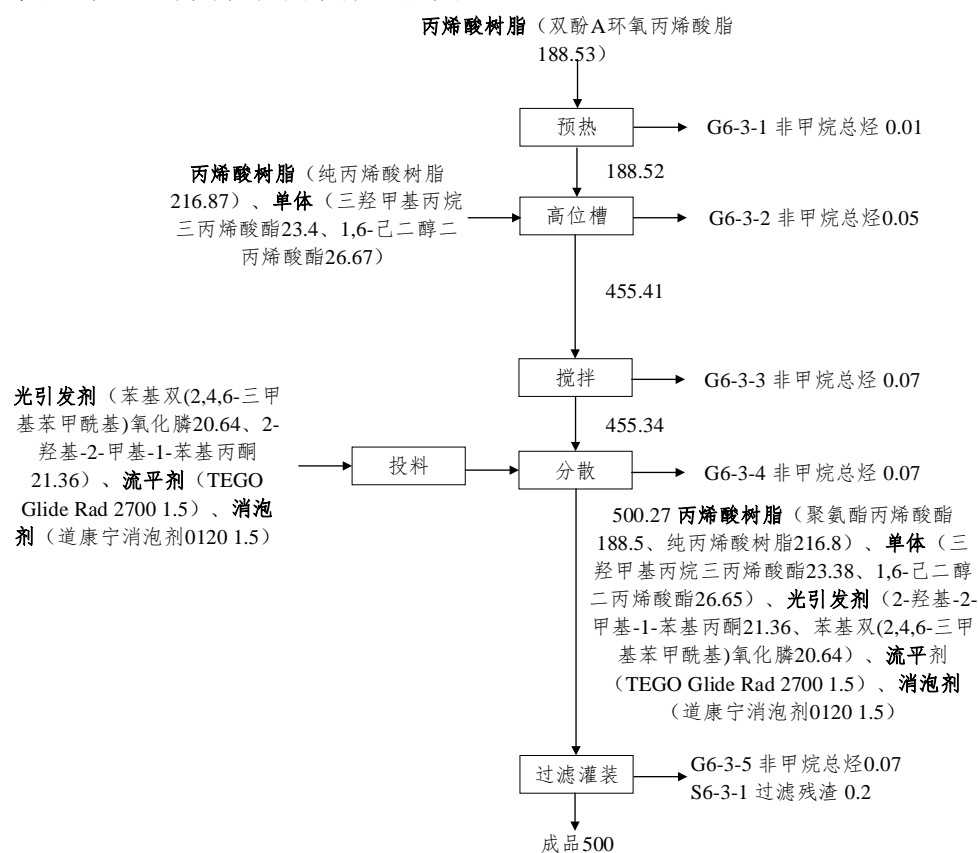 丙烯酸树脂（双酚A环氧丙烯酸脂
188.53）
预热
G6-3-1 非甲烷总烃 0.01
188.52
丙烯酸树脂（纯丙烯酸树脂
216.87）、单体（三羟甲基丙烷
三丙烯酸酯23.4、1,6-己二醇二
丙烯酸酯26.67）
高位槽
G6-3-2 非甲烷总烃0.05
455.41
搅拌
G6-3-3 非甲烷总烃 0.07
455.34
光引发剂（苯基双(2,4,6-三甲
基苯甲酰基)氧化膦20.64、2-
羟基-2-甲基-1-苯基丙酮
21.36）、流平剂（TEGO
Glide Rad 2700 1.5）、消泡
剂（道康宁消泡剂0120 1.5）
投料
分散
G6-3-4 非甲烷总烃 0.07
500.27 丙烯酸树脂（聚氨酯丙烯酸酯
188.5、纯丙烯酸树脂216.8）、单体（三
羟甲基丙烷三丙烯酸酯23.38、1,6-己二醇
二丙烯酸酯26.65）、光引发剂（2-羟基-2-
甲基-1-苯基丙酮21.36、苯基双(2,4,6-三甲
基苯甲酰基)氧化膦20.64）、流平剂
（TEGO Glide Rad 2700 1.5）、消泡剂
（道康宁消泡剂0120 1.5）
过滤灌装
G6-3-5 非甲烷总烃0.07
S6-3-1 过滤残渣 0.2
成品500